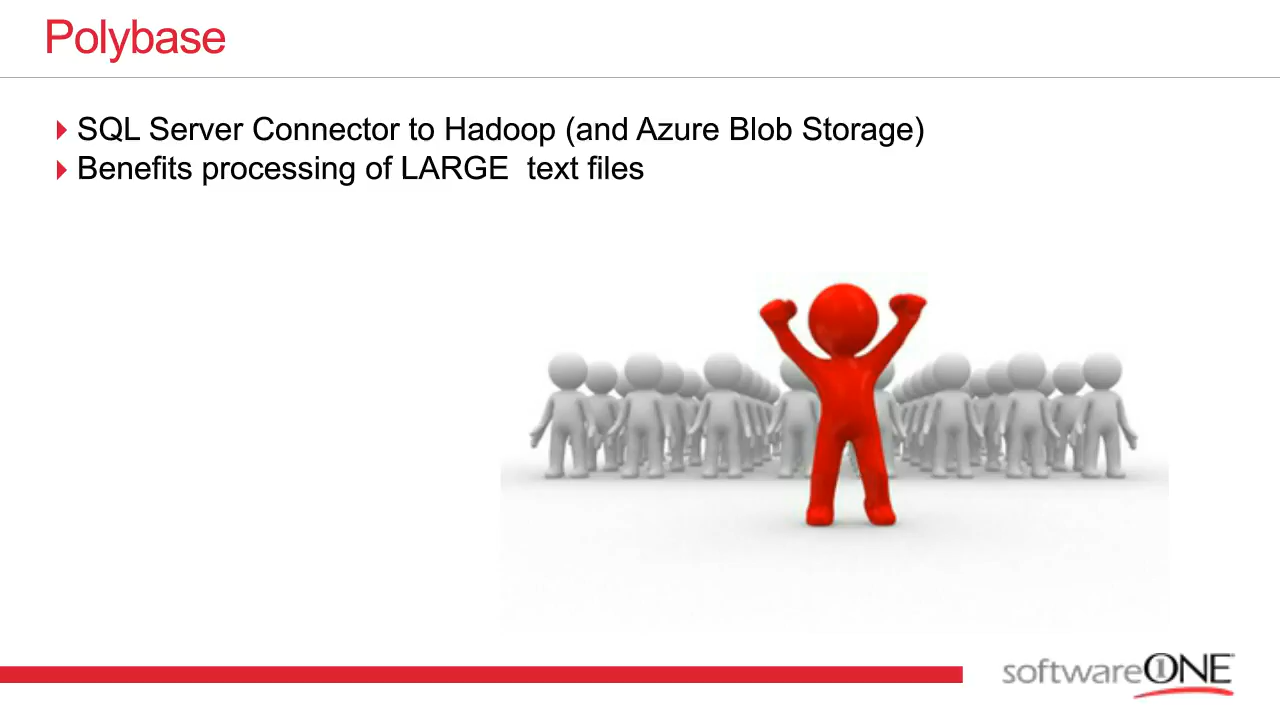 Polybase
SQL Server Connector to Hadoop (and Azure Blob Storage)
Benefits processing of LARGE  text files
softwareONE